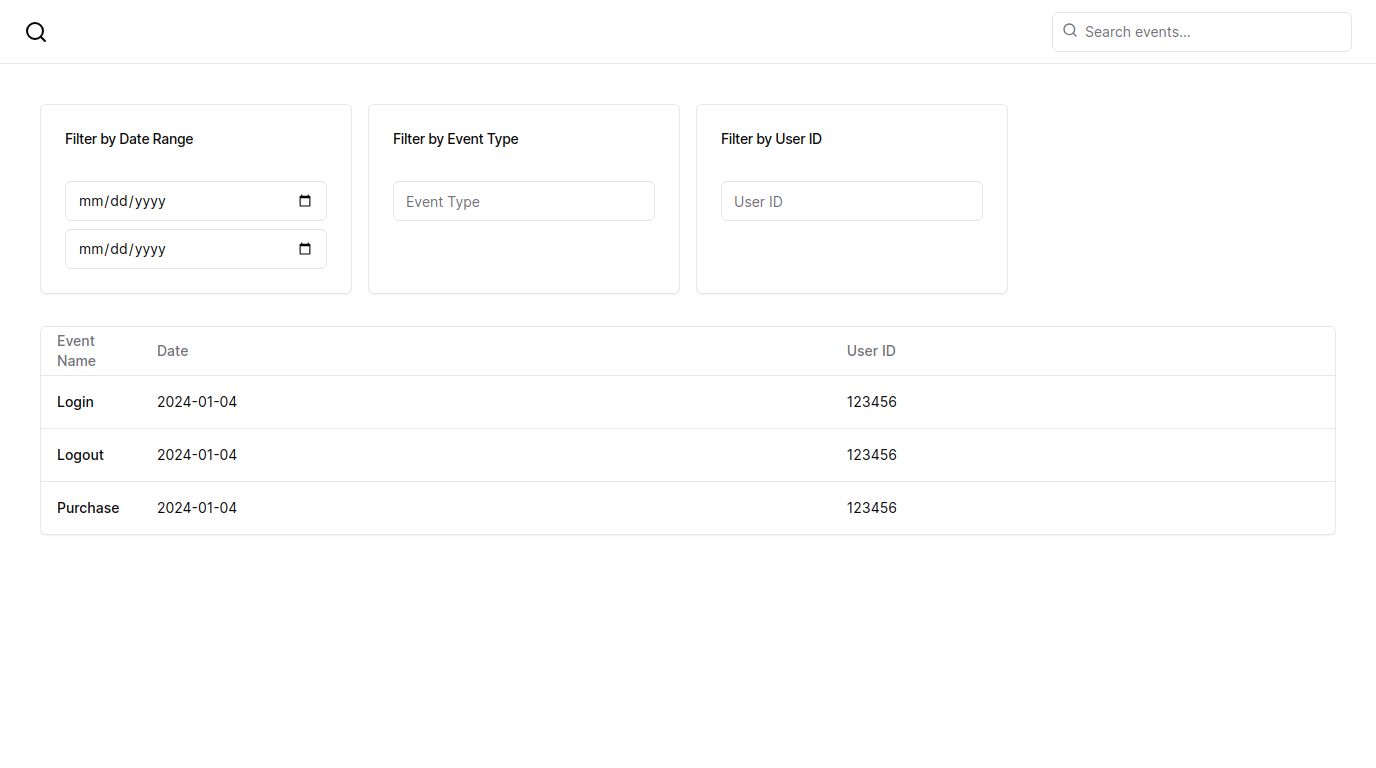 Search events...
Filter by Date Range
Filter by Event Type
Filter by User ID
mm/dd/yyyy
Event Type
User ID
mm/dd/yyyy
Event
Name
Date
User ID
Login
2024-01-04
123456
Logout
2024-01-04
123456
Purchase
2024-01-04
123456